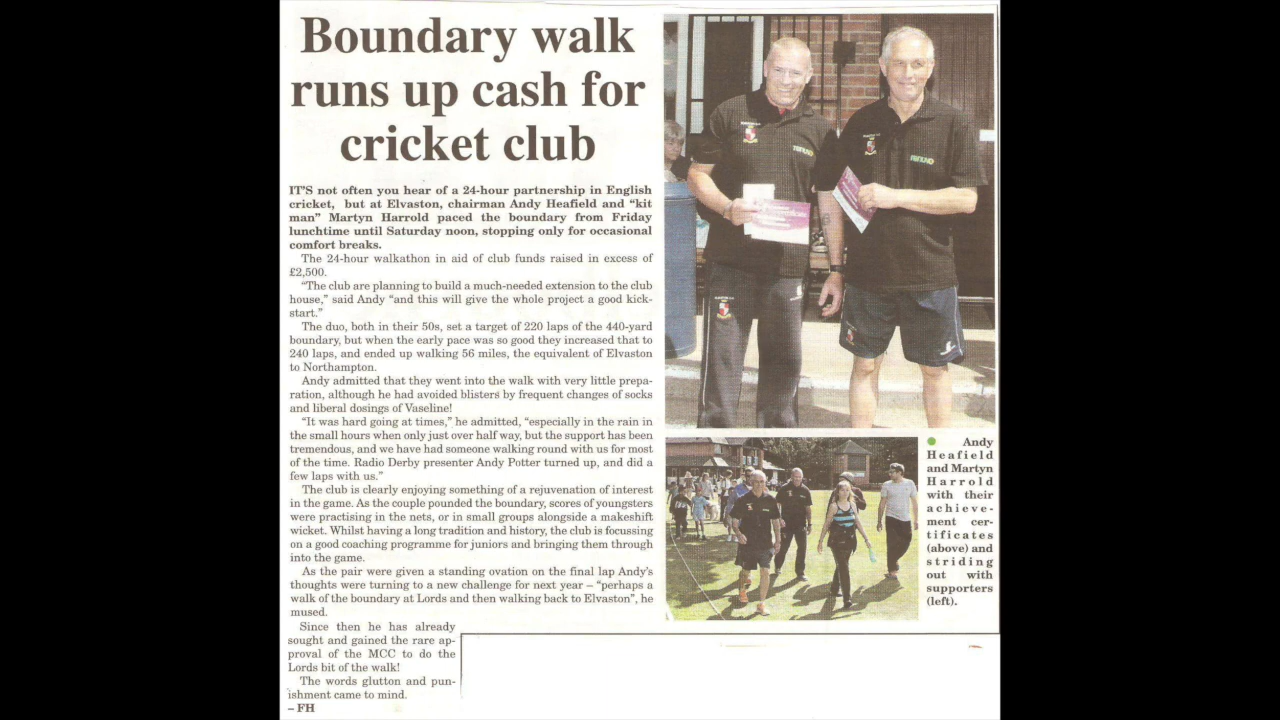 Boundary walk
runs up cash for
cricket club
IT'S not often you hear of a 24-hour partnership in English
cricket, but at Elvaston, chairman Andy Heafield and "kit
man" Martyn Harrold paced the boundary from Friday
lunchtime until Saturday noon, stopping only for occasional
comfort breaks.
The 24-hour walkathon in aid of club funds raised in excess of
£2,500.
"The club are planning to build a much-needed extension to the club
house," said Andy "and this will give the whole project a good kick-
start."
The duo, both in their 50s, set a target of 220 laps of the 440-yard
boundary, but when the early pace was so good they increased that to
240 laps, and ended up walking 56 miles, the equivalent of Elvaston
to Northampton.
Andy admitted that they went into the walk with very little prepa-
ration, although he had avoided blisters by frequent changes of socks
and liberal dosings of Vaseline!
"It was hard going at times," he admitted, "especially in the rain in
the small hours when only just over half way, but the support has been
tremendous, and we have had someone walking round with us for most
of the time. Radio Derby presenter Andy Potter turned up, and did a
few laps with us."
The club is clearly enjoying something of a rejuvenation of interest
in the game. As the couple pounded the boundary, scores of youngsters
were practising in the nets, or in small groups alongside a makeshift
wicket. Whilst having a long tradition and history, the club is focussing
on a good coaching programme for juniors and bringing them through
into the game.
As the pair were given a standing ovation on the final lap Andy's
thoughts were turning to a new challenge for next year – "perhaps a
walk of the boundary at Lords and then walking back to Elvaston", he
mused.
Since then he has already
sought and gained the rare ap-
proval of the MCC to do the
Lords bit of the walk!
The words glutton and pun-
ishment came to mind.
– FH
Andy
Heafield
and Martyn
Harrold
with their
achieve-
ment cer-
tificates
(above) and
striding
out with
supporters
(left).